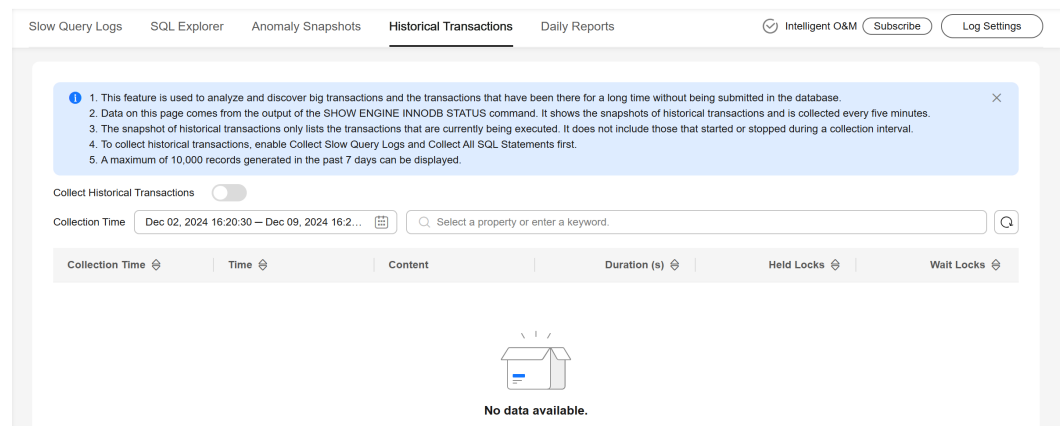 Slow Query Logs SQL Explorer Anomaly Snapshots Historical Transactions Daily Reports Intelligent O&M Subscribe Log Settings
1. This feature is used to analyze and discover big transactions and the transactions that have been there for a long time without being submitted in the database.
2. Data on this page comes from the output of the SHOW ENGINE INNODB STATUS command. It shows the snapshots of historical transactions and is collected every five minutes.
3. The snapshot of historical transactions only lists the transactions that are currently being executed. It does not include those that started or stopped during a collection interval.
4. To collect historical transactions, enable Collect Slow Query Logs and Collect All SQL Statements first.
5. A maximum of 10,000 records generated in the past 7 days can be displayed.
Collect Historical Transactions
Collection Time Dec 02, 2024 16:20:30 — Dec 09, 2024 16:2... Select a property or enter a keyword.
Collection Time Time Content Duration (s) Held Locks Wait Locks
No data available.